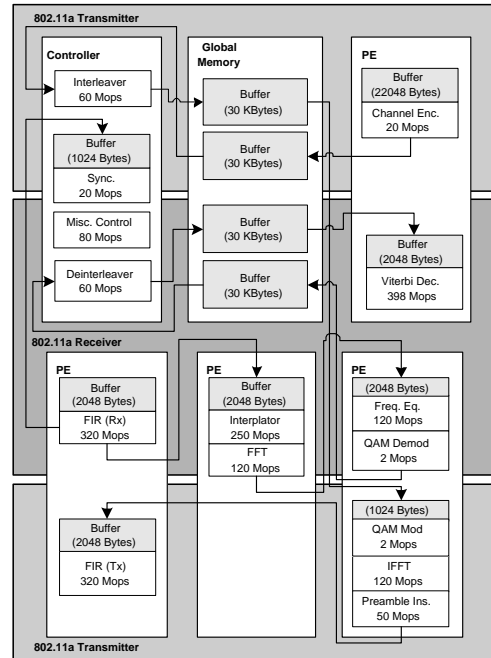 802.11a Transmitter
Controller
Interleaver
60 Mops
Buffer
(1024 Bytes)
Sync.
20 Mops
Misc. Control
80 Mops
Deinterleaver
60 Mops
Global
Memory
Buffer
(30 KBytes)
Buffer
(30 KBytes)
Buffer
(30 KBytes)
Buffer
(30 KBytes)
PE
Buffer
(22048 Bytes)
Channel Enc.
20 Mops
Buffer
(2048 Bytes)
Viterbi Dec.
398 Mops
802.11a Receiver
PE
Buffer
(2048 Bytes)
FIR (Rx)
320 Mops
Buffer
(2048 Bytes)
FIR (Tx)
320 Mops
PE
Buffer
(2048 Bytes)
Interplator
250 Mops
FFT
120 Mops
PE
(2048 Bytes)
Freq. Eq.
120 Mops
QAM Demod
2 Mops
(1024 Bytes)
QAM Mod
2 Mops
IFFT
120 Mops
Preamble Ins.
50 Mops
802.11a Transmitter